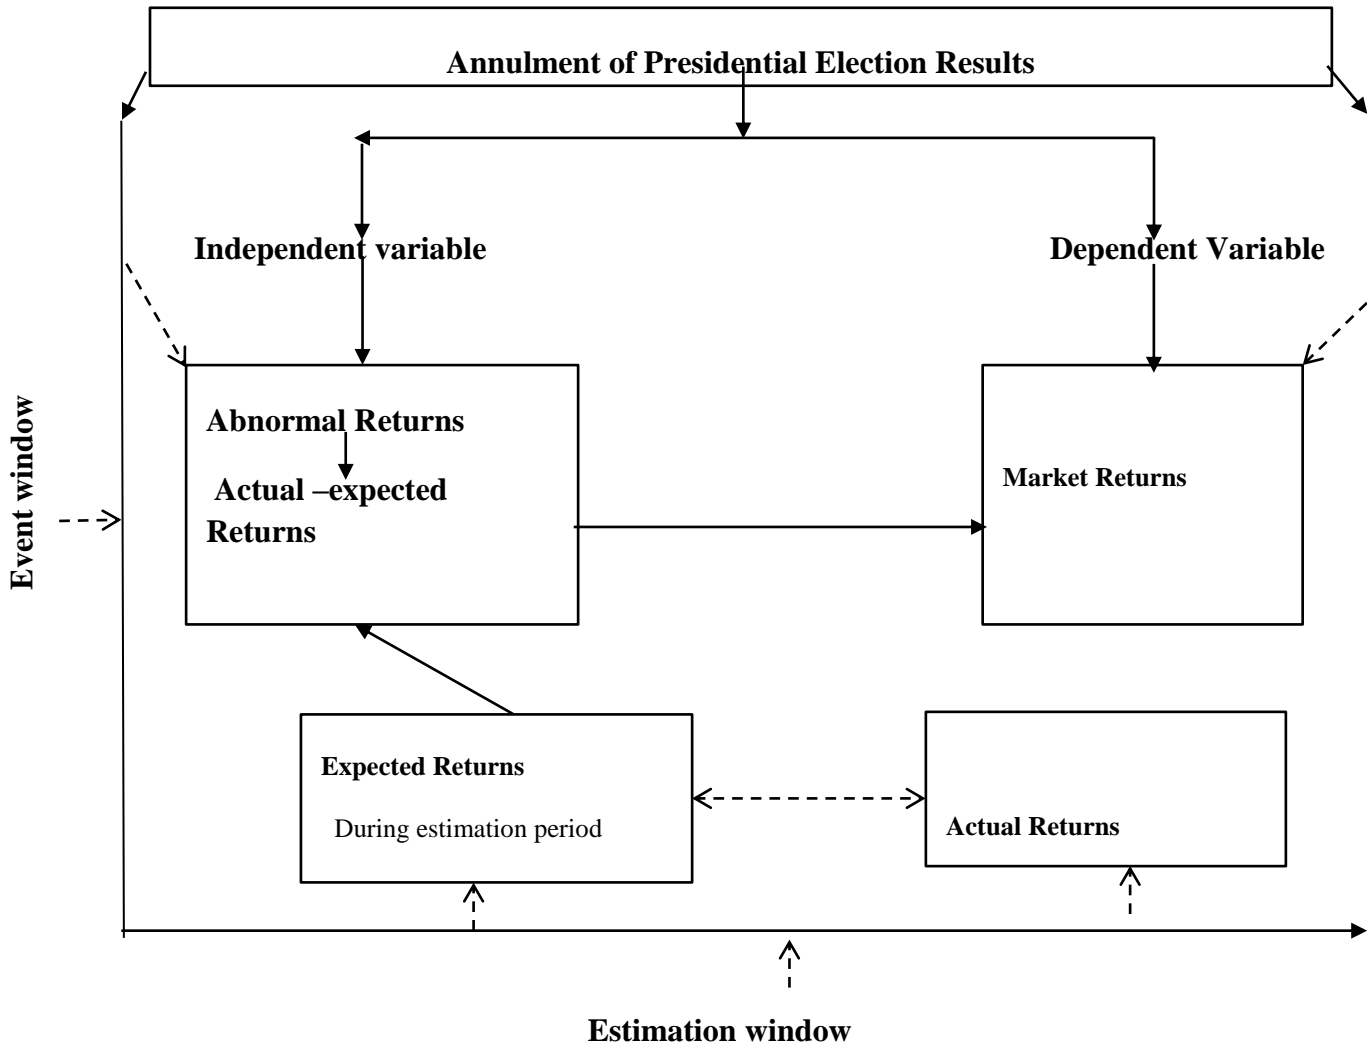 Annulment of Presidential Election Results
Independent variable
Dependent Variable
Event window
Abnormal Returns
Actual –expected
Returns
Market Returns
Expected Returns
During estimation period
Actual Returns
Estimation window